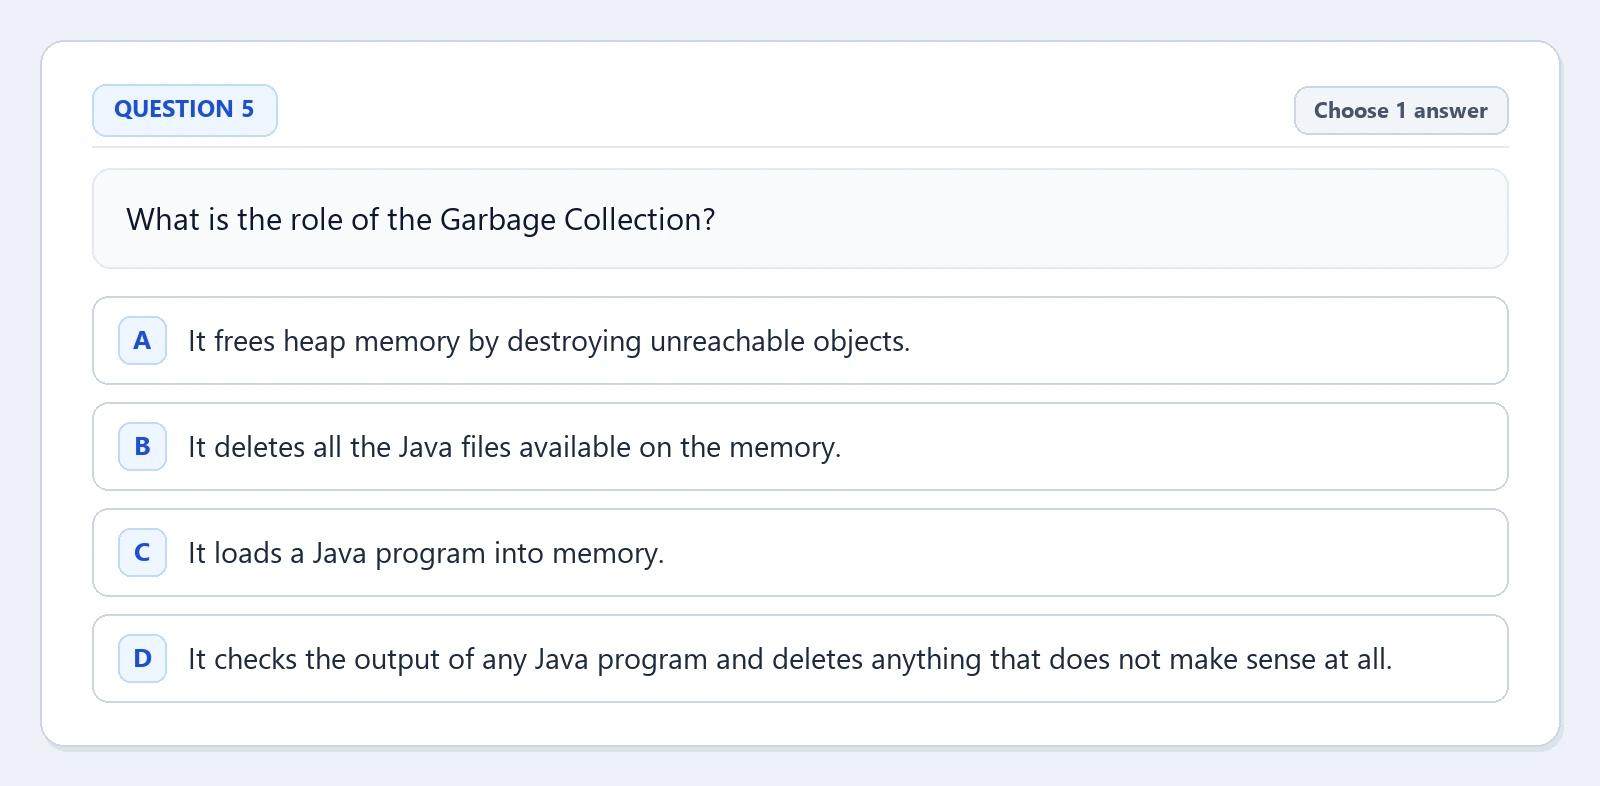 QUESTION 5
Choose 1 answer
What is the role of the Garbage Collection?
A It frees heap memory by destroying unreachable objects.
B It deletes all the Java files available on the memory.
C It loads a Java program into memory.
D It checks the output of any Java program and deletes anything that does not make sense at all.